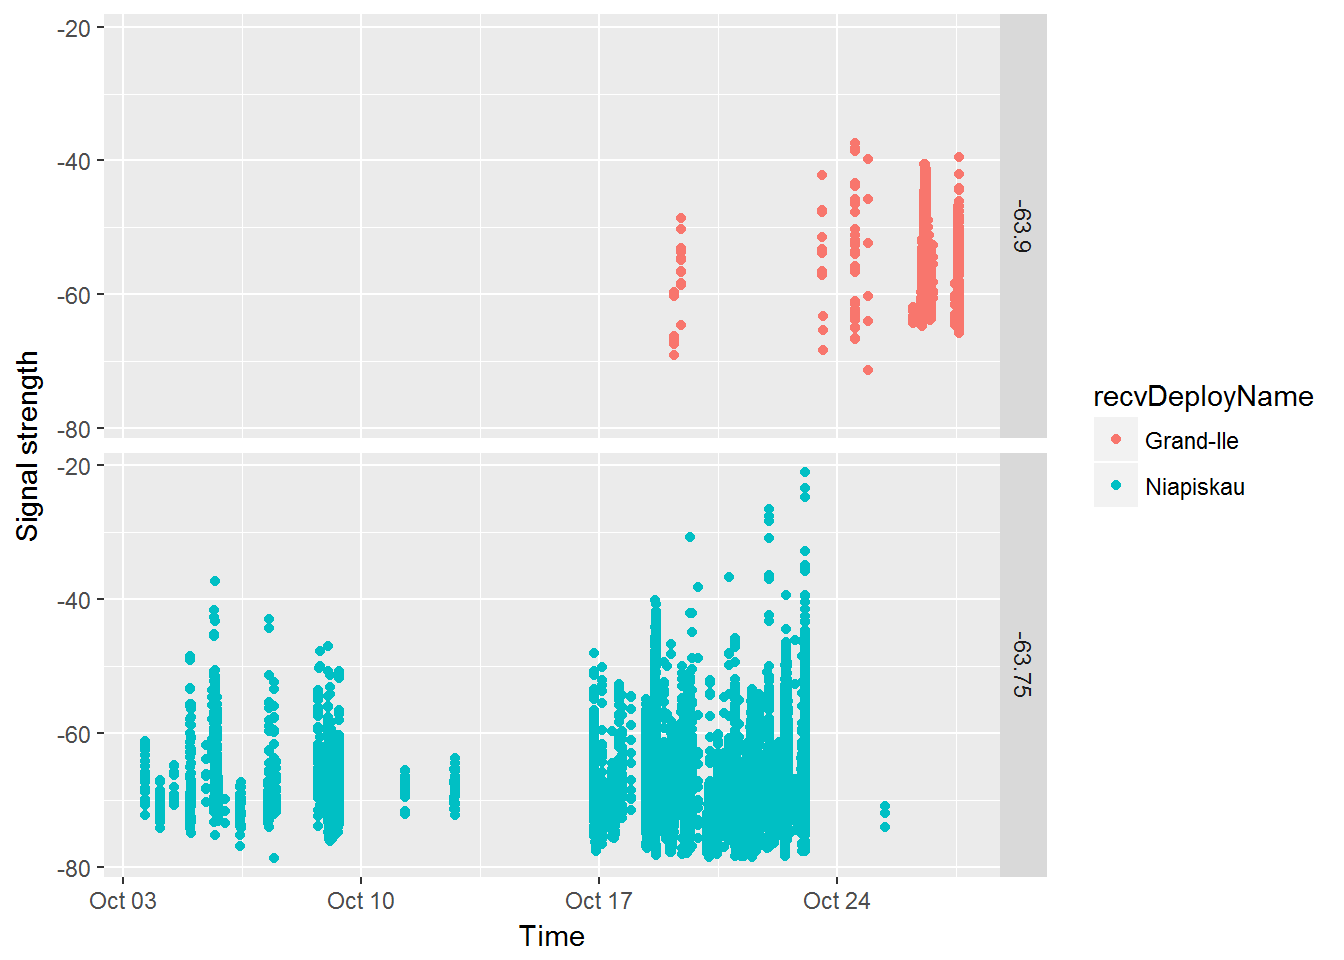 -20
-40
-60
-80
-63.9
-20
-40
-60
-80
-63.75
Signal strength
Oct 03
Oct 10
Oct 17
Oct 24
Time
recvDeployName
Grand-Ile
Niapiskau